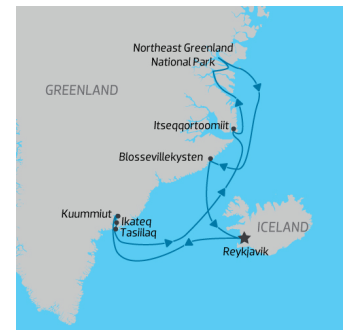 Northeast Greenland
National Park
GREENLAND
Itseqqortoomiit
Blossevillekysten
Kuummiut
Ikateq
Tasiilaq
ICELAND
Reykjavik